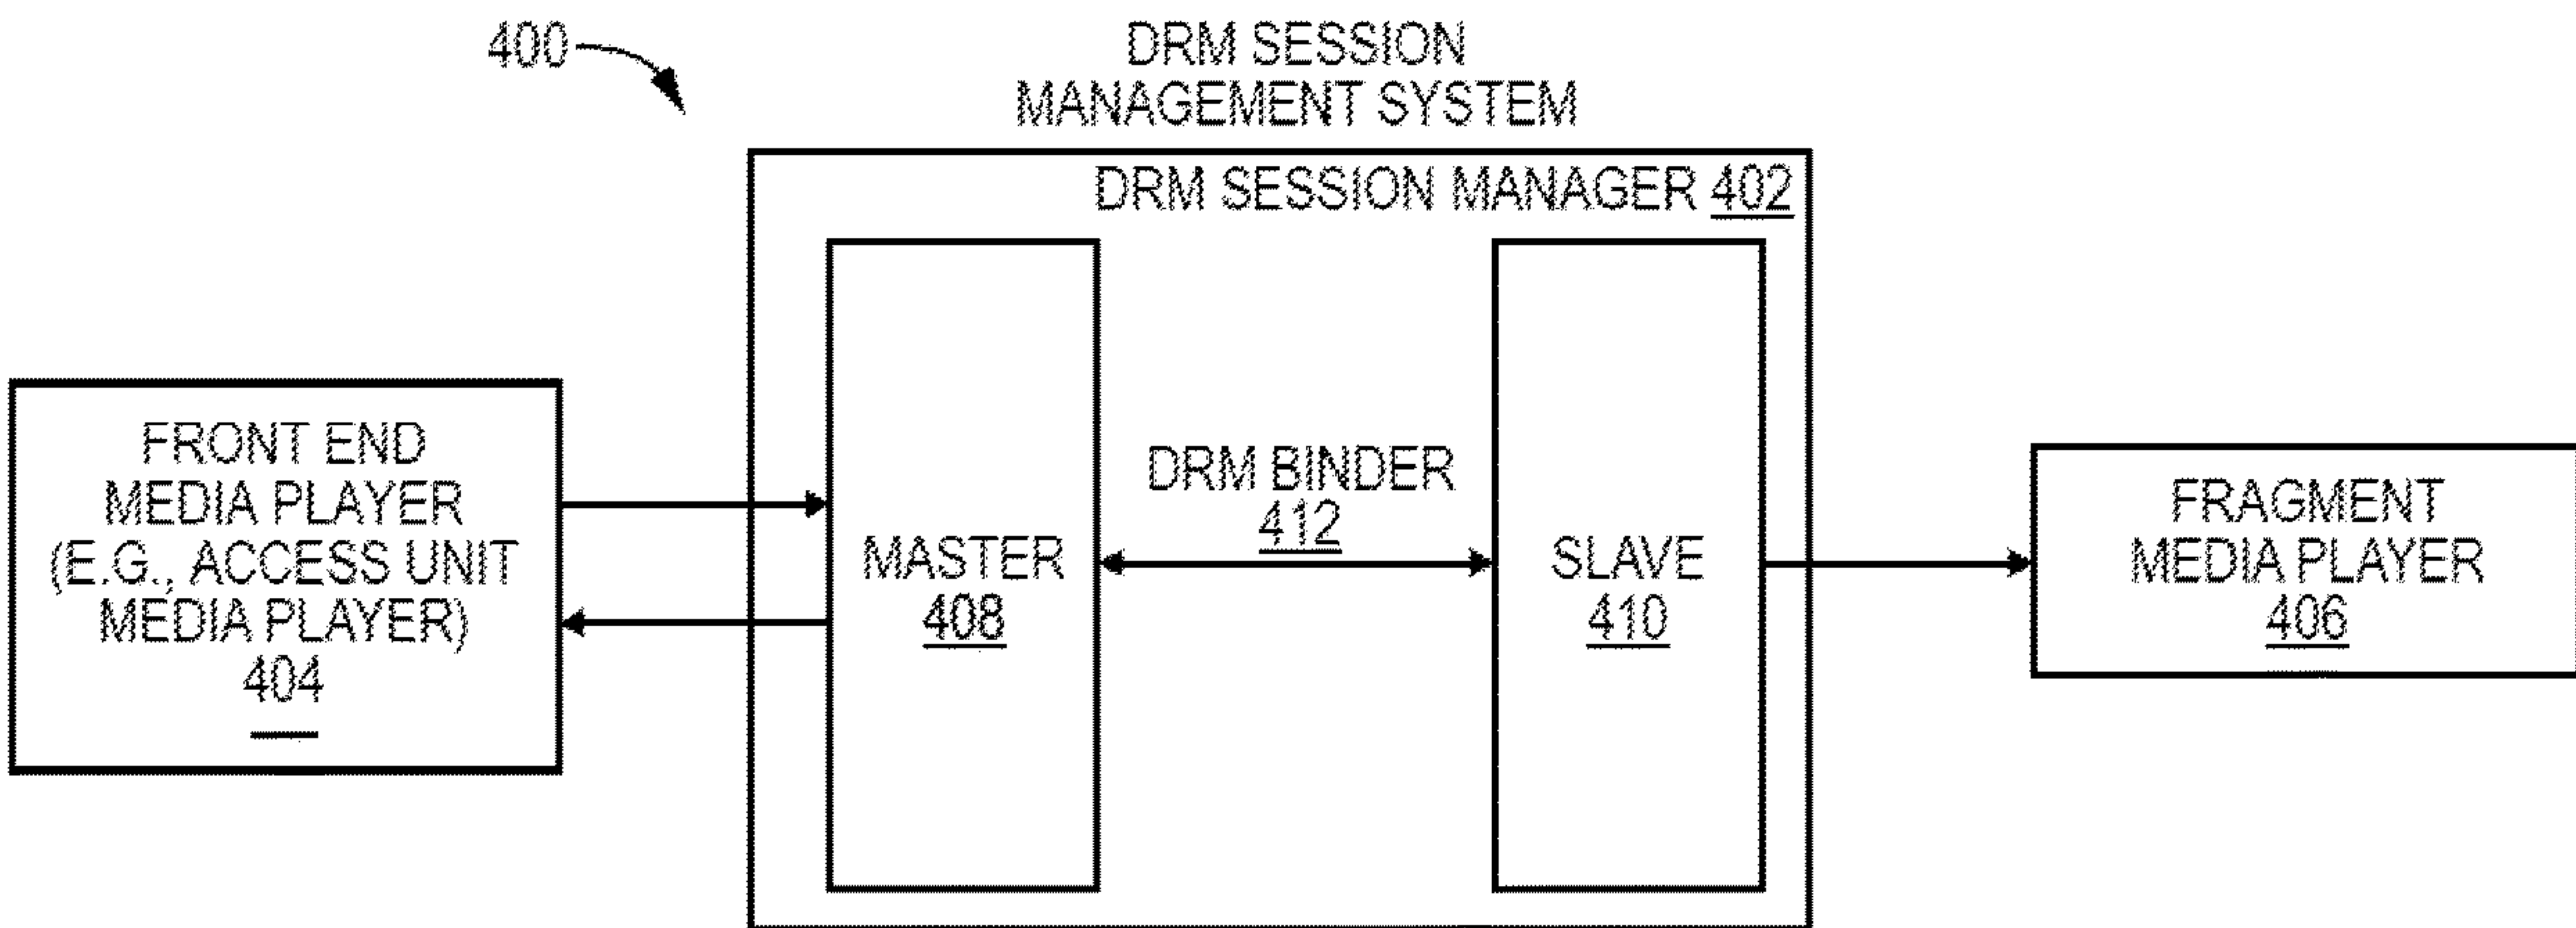 400
DRM SESSION
MANAGEMENT SYSTEM
DRM SESSION MANAGER 402
FRONT END
MEDIA PLAYER
(E.G., ACCESS UNIT
MEDIA PLAYER)
404
MASTER
408
DRM BINDER
412
SLAVE
410
FRAGMENT
MEDIA PLAYER
406